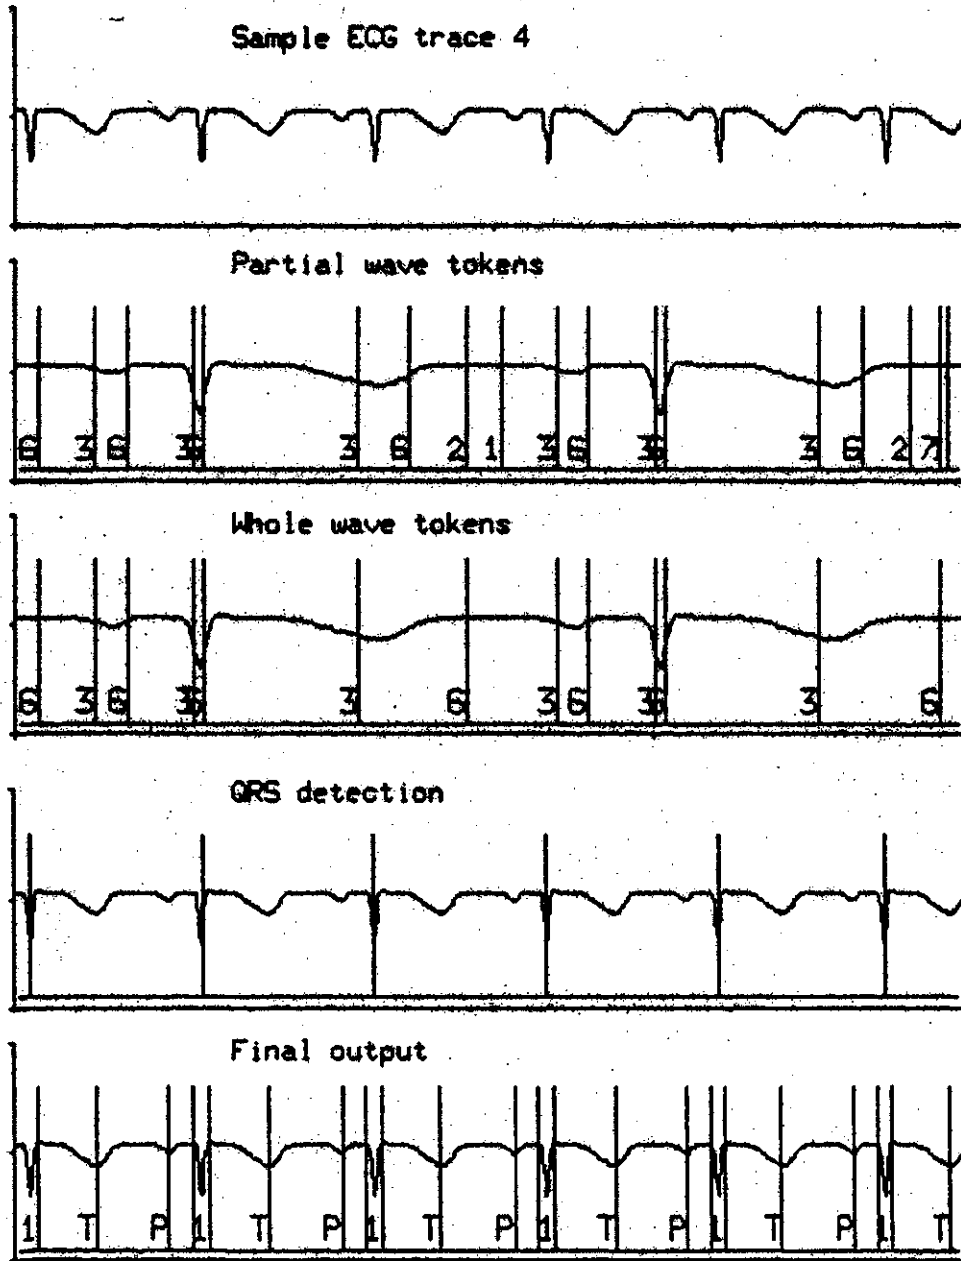 Sample ECG trace 4
Partial wave tokens
6 3 6 3 6 3 6 2 1 3 6 3 6 3 6 2 7
Whole wave tokens
6 3 6 3 6 3 6 3 6 3 6 3 6
QRS detection
Final output
1 T P 1 T P 1 T P 1 T P 1 T P 1 T